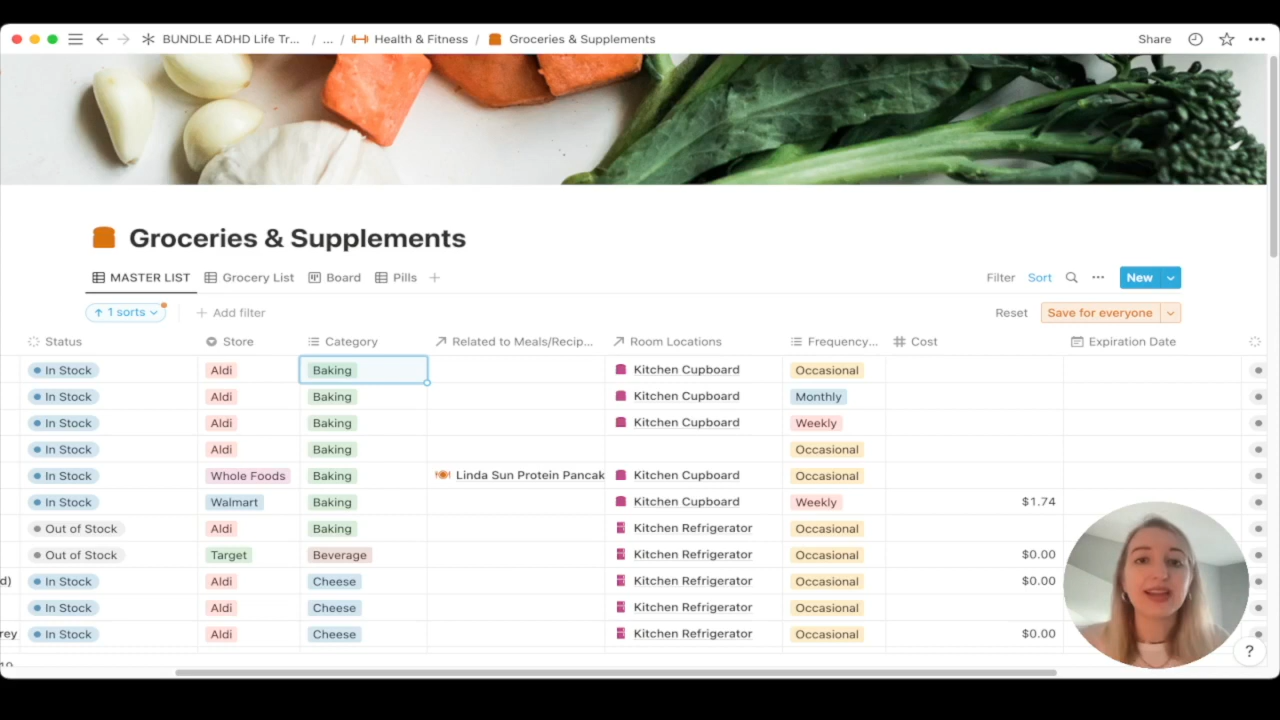 BUNDLE ADHD Life Tr... / ... / Health & Fitness / Groceries & Supplements Share
Groceries & Supplements
MASTER LIST Grocery List Board Pills + Filter Sort New
↑ 1 sorts + Add filter Reset Save for everyone
Status Store Category Related to Meals/Recip... Room Locations Frequency... # Cost Expiration Date
In Stock Aldi Baking Kitchen Cupboard Occasional
In Stock Aldi Baking Kitchen Cupboard Monthly
In Stock Aldi Baking Kitchen Cupboard Weekly
In Stock Aldi Baking Occasional
In Stock Whole Foods Baking Linda Sun Protein Pancak Kitchen Cupboard Occasional
In Stock Walmart Baking Kitchen Cupboard Weekly $1.74
Out of Stock Aldi Baking Kitchen Refrigerator Occasional
Out of Stock Target Beverage Kitchen Refrigerator Occasional $0.00
d) In Stock Aldi Cheese Kitchen Refrigerator Occasional $0.00
In Stock Aldi Cheese Kitchen Refrigerator Occasional
rey In Stock Aldi Cheese Kitchen Refrigerator Occasional $0.00
?